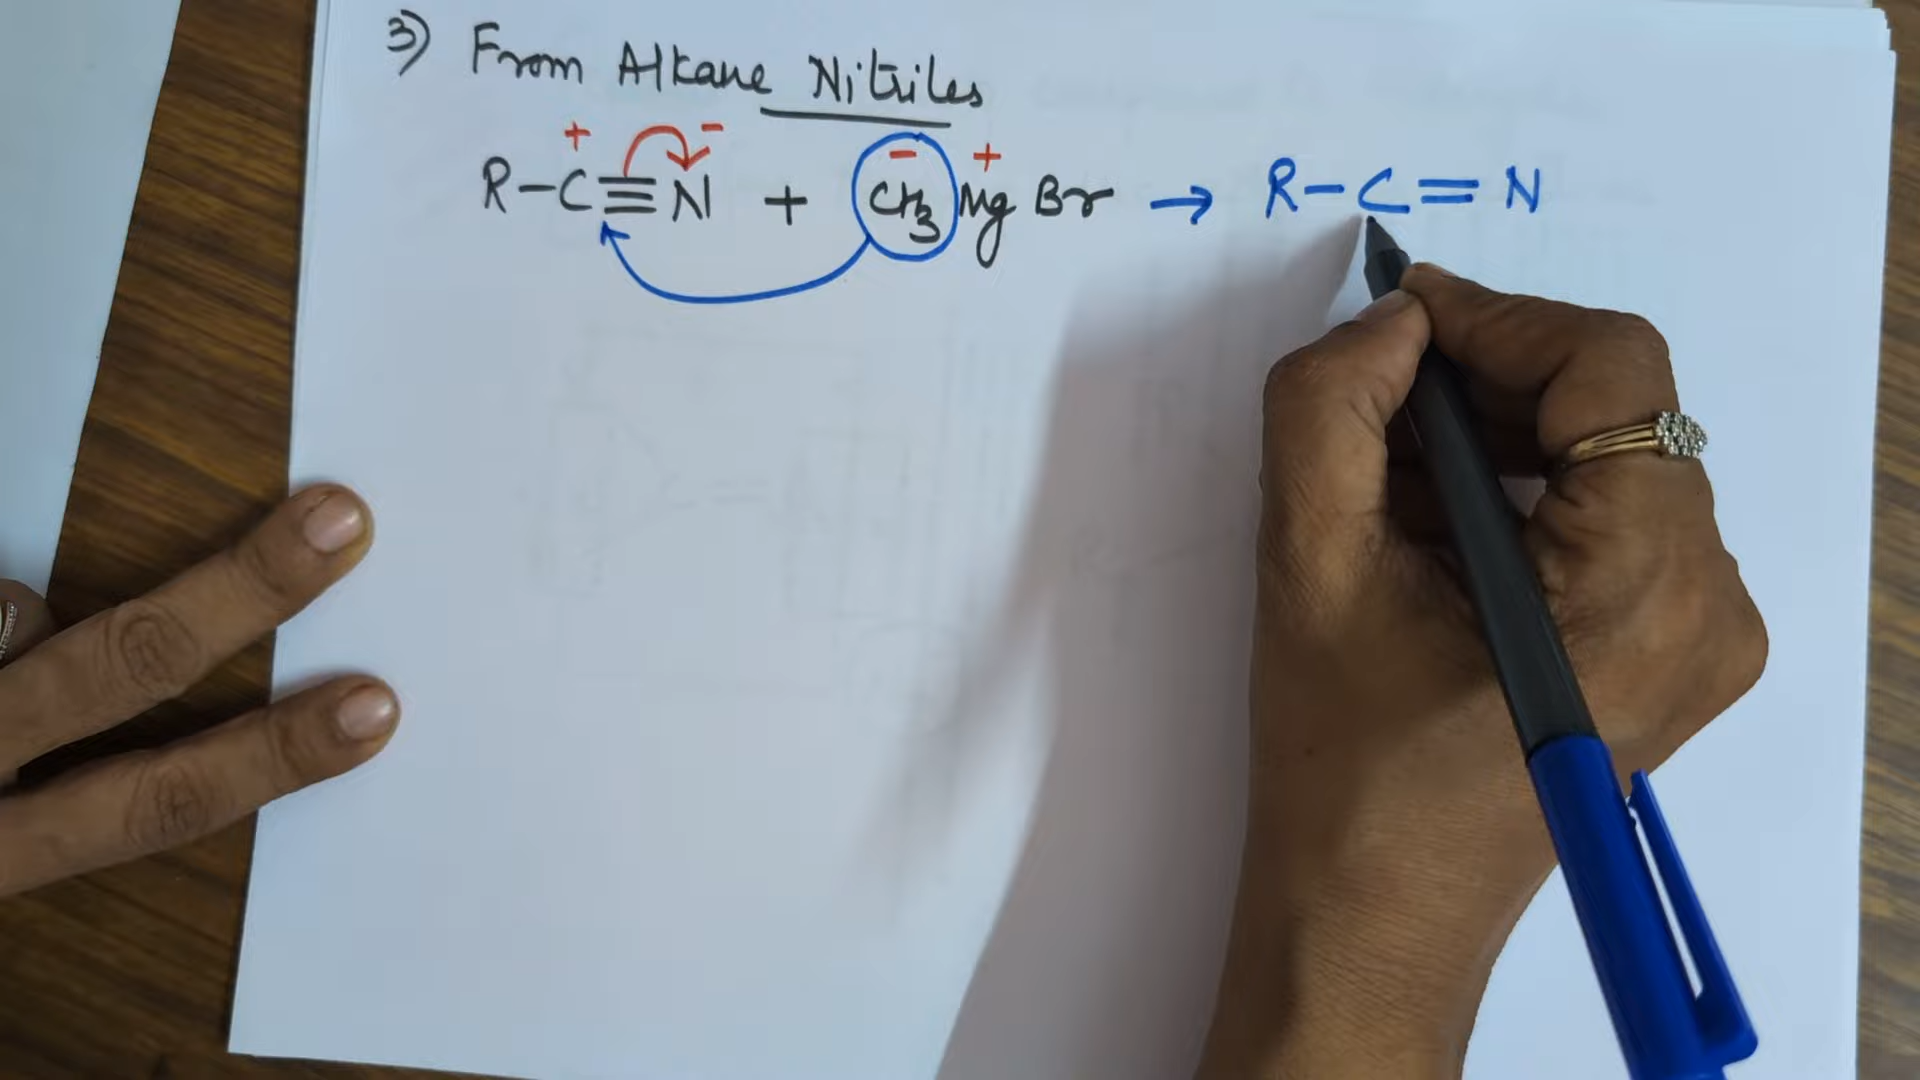 3) From Alkane Nitriles
+ - - +
R-C≡N + CH3 Mg Br → R-C=N